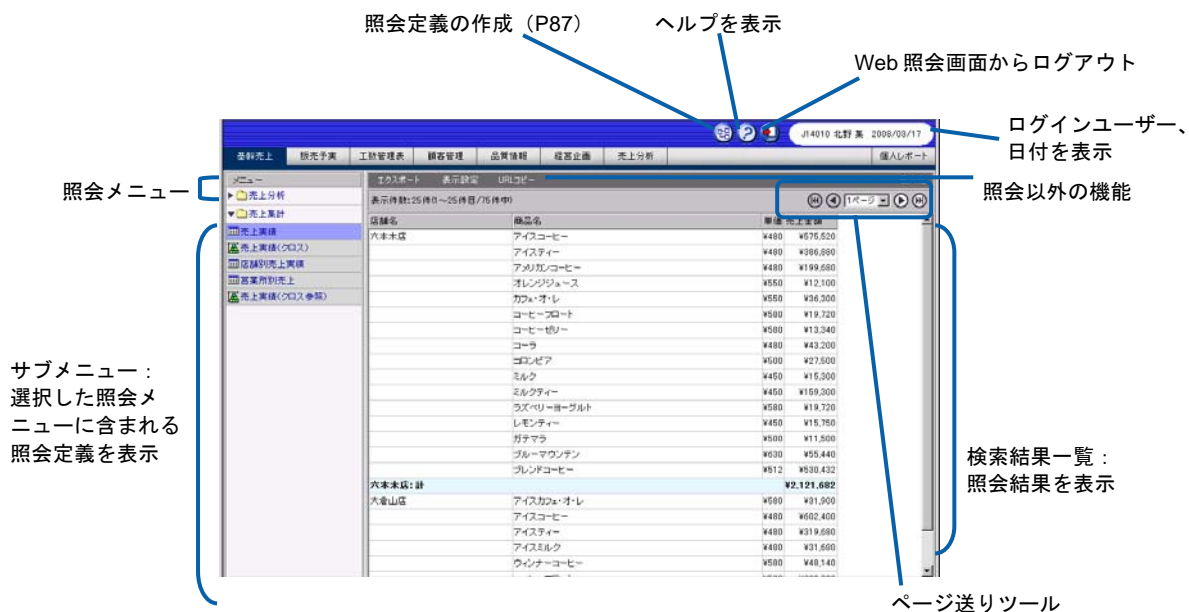 照会定義の作成（P87）
ヘルプを表示
Web 照会画面からログアウト
ログインユーザー、
日付を表示
J14010 北野 美 2008/03/17
基幹売上 販売予実 工数管理表 顧客管理 品質情報 経営企画 売上分析 個人レポート
照会メニュー
メニュー
売上分析
売上集計
売上実績
売上実績(クロス)
店舗別売上実績
営業所別売上
売上実績(クロス参照)
エクスポート 表示設定 URLコピー
照会以外の機能
表示件数:25件(1～25件目/75件中)
1ページ
店舗名 商品名 単価 売上金額
六本木店 アイスコーヒー ¥480 ¥575,520
アイスティー ¥480 ¥386,880
アメリカンコーヒー ¥480 ¥199,680
オレンジジュース ¥550 ¥12,100
カフェ・オ・レ ¥550 ¥36,300
コーヒーフロート ¥580 ¥19,720
コーヒーゼリー ¥580 ¥13,340
コーラ ¥480 ¥43,200
コロンビア ¥500 ¥27,500
ミルク ¥450 ¥15,300
ミルクティー ¥450 ¥159,300
ラズベリーヨーグルト ¥580 ¥19,720
レモンティー ¥450 ¥15,750
ガテマラ ¥500 ¥11,500
ブルーマウンテン ¥630 ¥55,440
ブレンドコーヒー ¥512 ¥530,432
六本木店:計 ¥2,121,682
大倉山店 アイスカフェ・オ・レ ¥580 ¥31,900
アイスコーヒー ¥480 ¥602,400
アイスティー ¥480 ¥319,680
アイスミルク ¥480 ¥31,680
ウィンナーコーヒー ¥580 ¥48,140
サブメニュー：
選択した照会メ
ニューに含まれる
照会定義を表示
検索結果一覧：
照会結果を表示
ページ送りツール